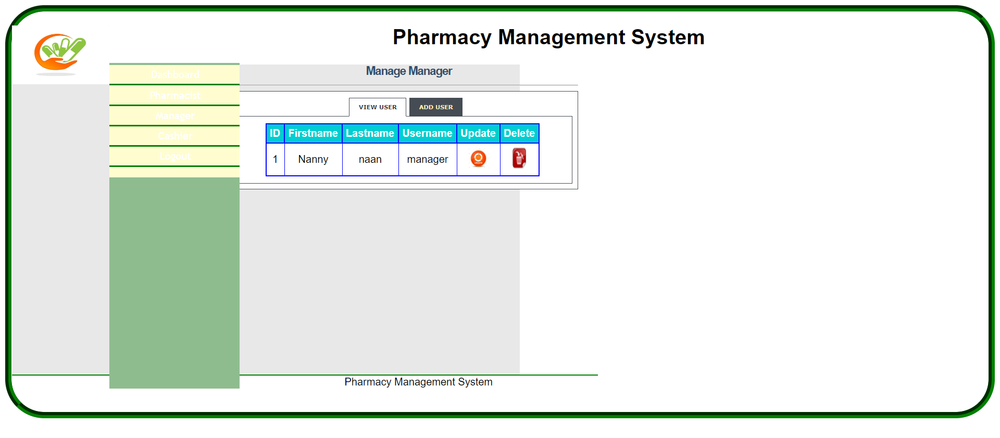 Pharmacy Management System
Dashboard
Pharmacist
Manager
Cashier
Logout
Manage Manager
VIEW USER ADD USER
ID Firstname Lastname Username Update Delete
1 Nanny naan manager
UPDATE
Pharmacy Management System